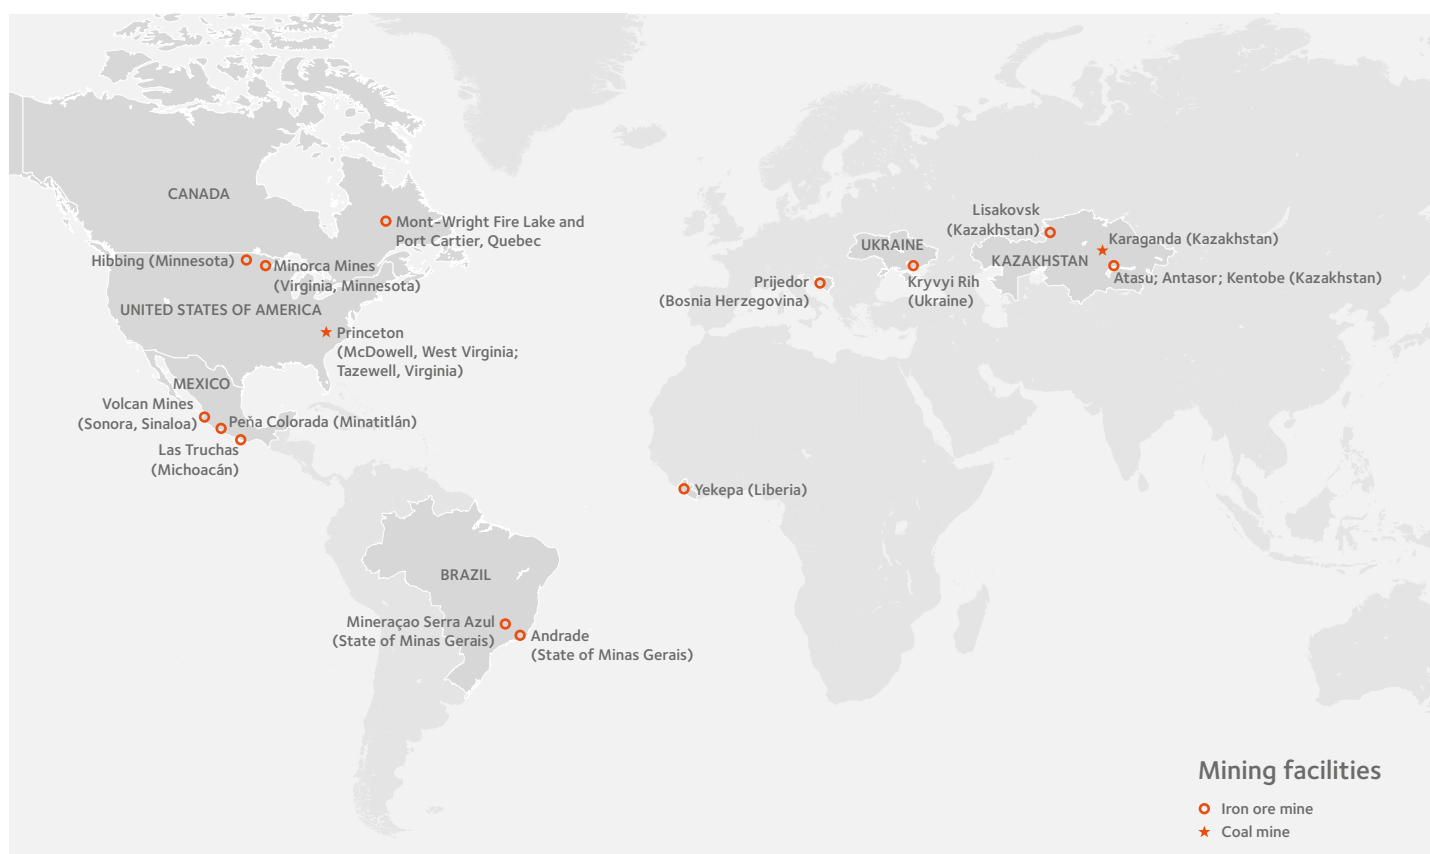 CANADA
Mont-Wright Fire Lake and
Port Cartier, Quebec
Hibbing (Minnesota)
Minorca Mines
(Virginia, Minnesota)
UNITED STATES OF AMERICA
Princeton
(McDowell, West Virginia;
Tazewell, Virginia)
MEXICO
Volcan Mines
(Sonora, Sinaloa)
Peňa Colorada (Minatitlán)
Las Truchas
(Michoacán)
BRAZIL
Mineraçao Serra Azul
(State of Minas Gerais)
Andrade
(State of Minas Gerais)
Yekepa (Liberia)
Prijedor
(Bosnia Herzegovina)
UKRAINE
Kryvyi Rih
(Ukraine)
Lisakovsk
(Kazakhstan)
KAZAKHSTAN
Karaganda (Kazakhstan)
Atasu; Antasor; Kentobe (Kazakhstan)
Mining facilities
Iron ore mine
Coal mine